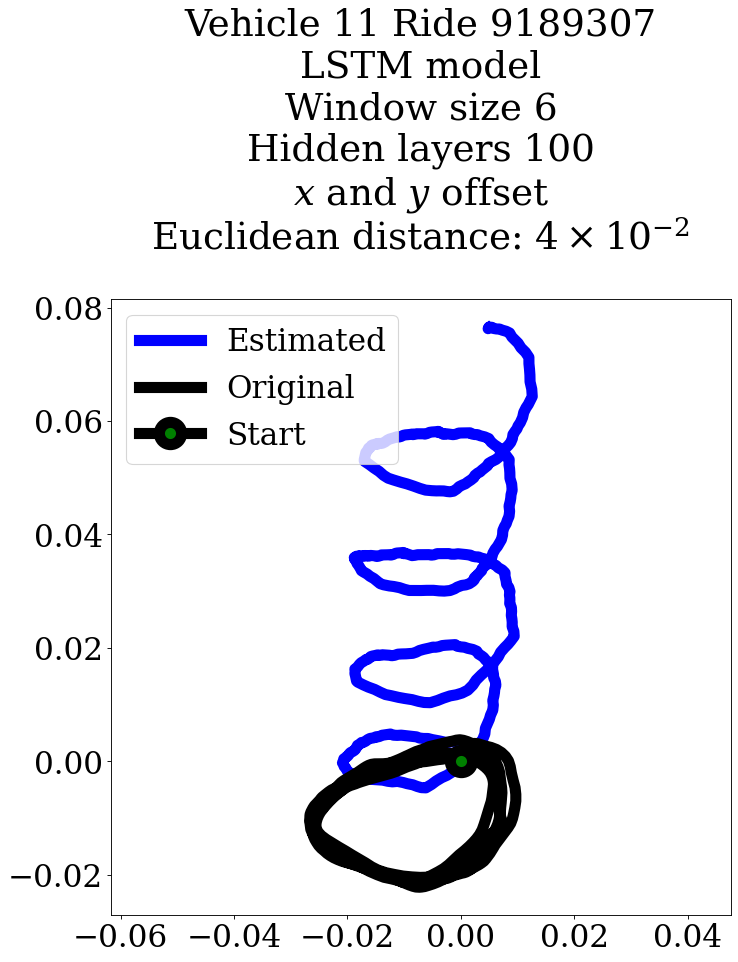 Vehicle 11 Ride 9189307
LSTM model
Window size 6
Hidden layers 100
x and y offset
Euclidean distance: 4 × 10⁻²
Estimated
Original
Start
0.08
0.06
0.04
0.02
0.00
−0.02
−0.06 −0.04 −0.02 0.00 0.02 0.04